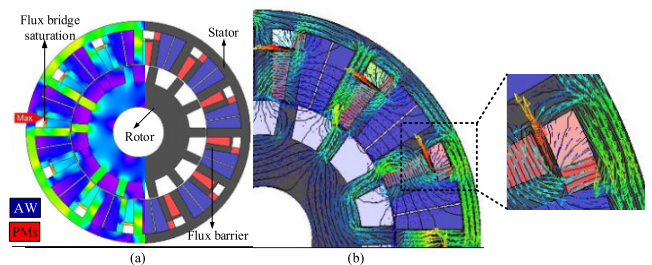 Flux bridge
saturation
Stator
Max
Rotor
AW
PMs
Flux barrier
(a)
(b)